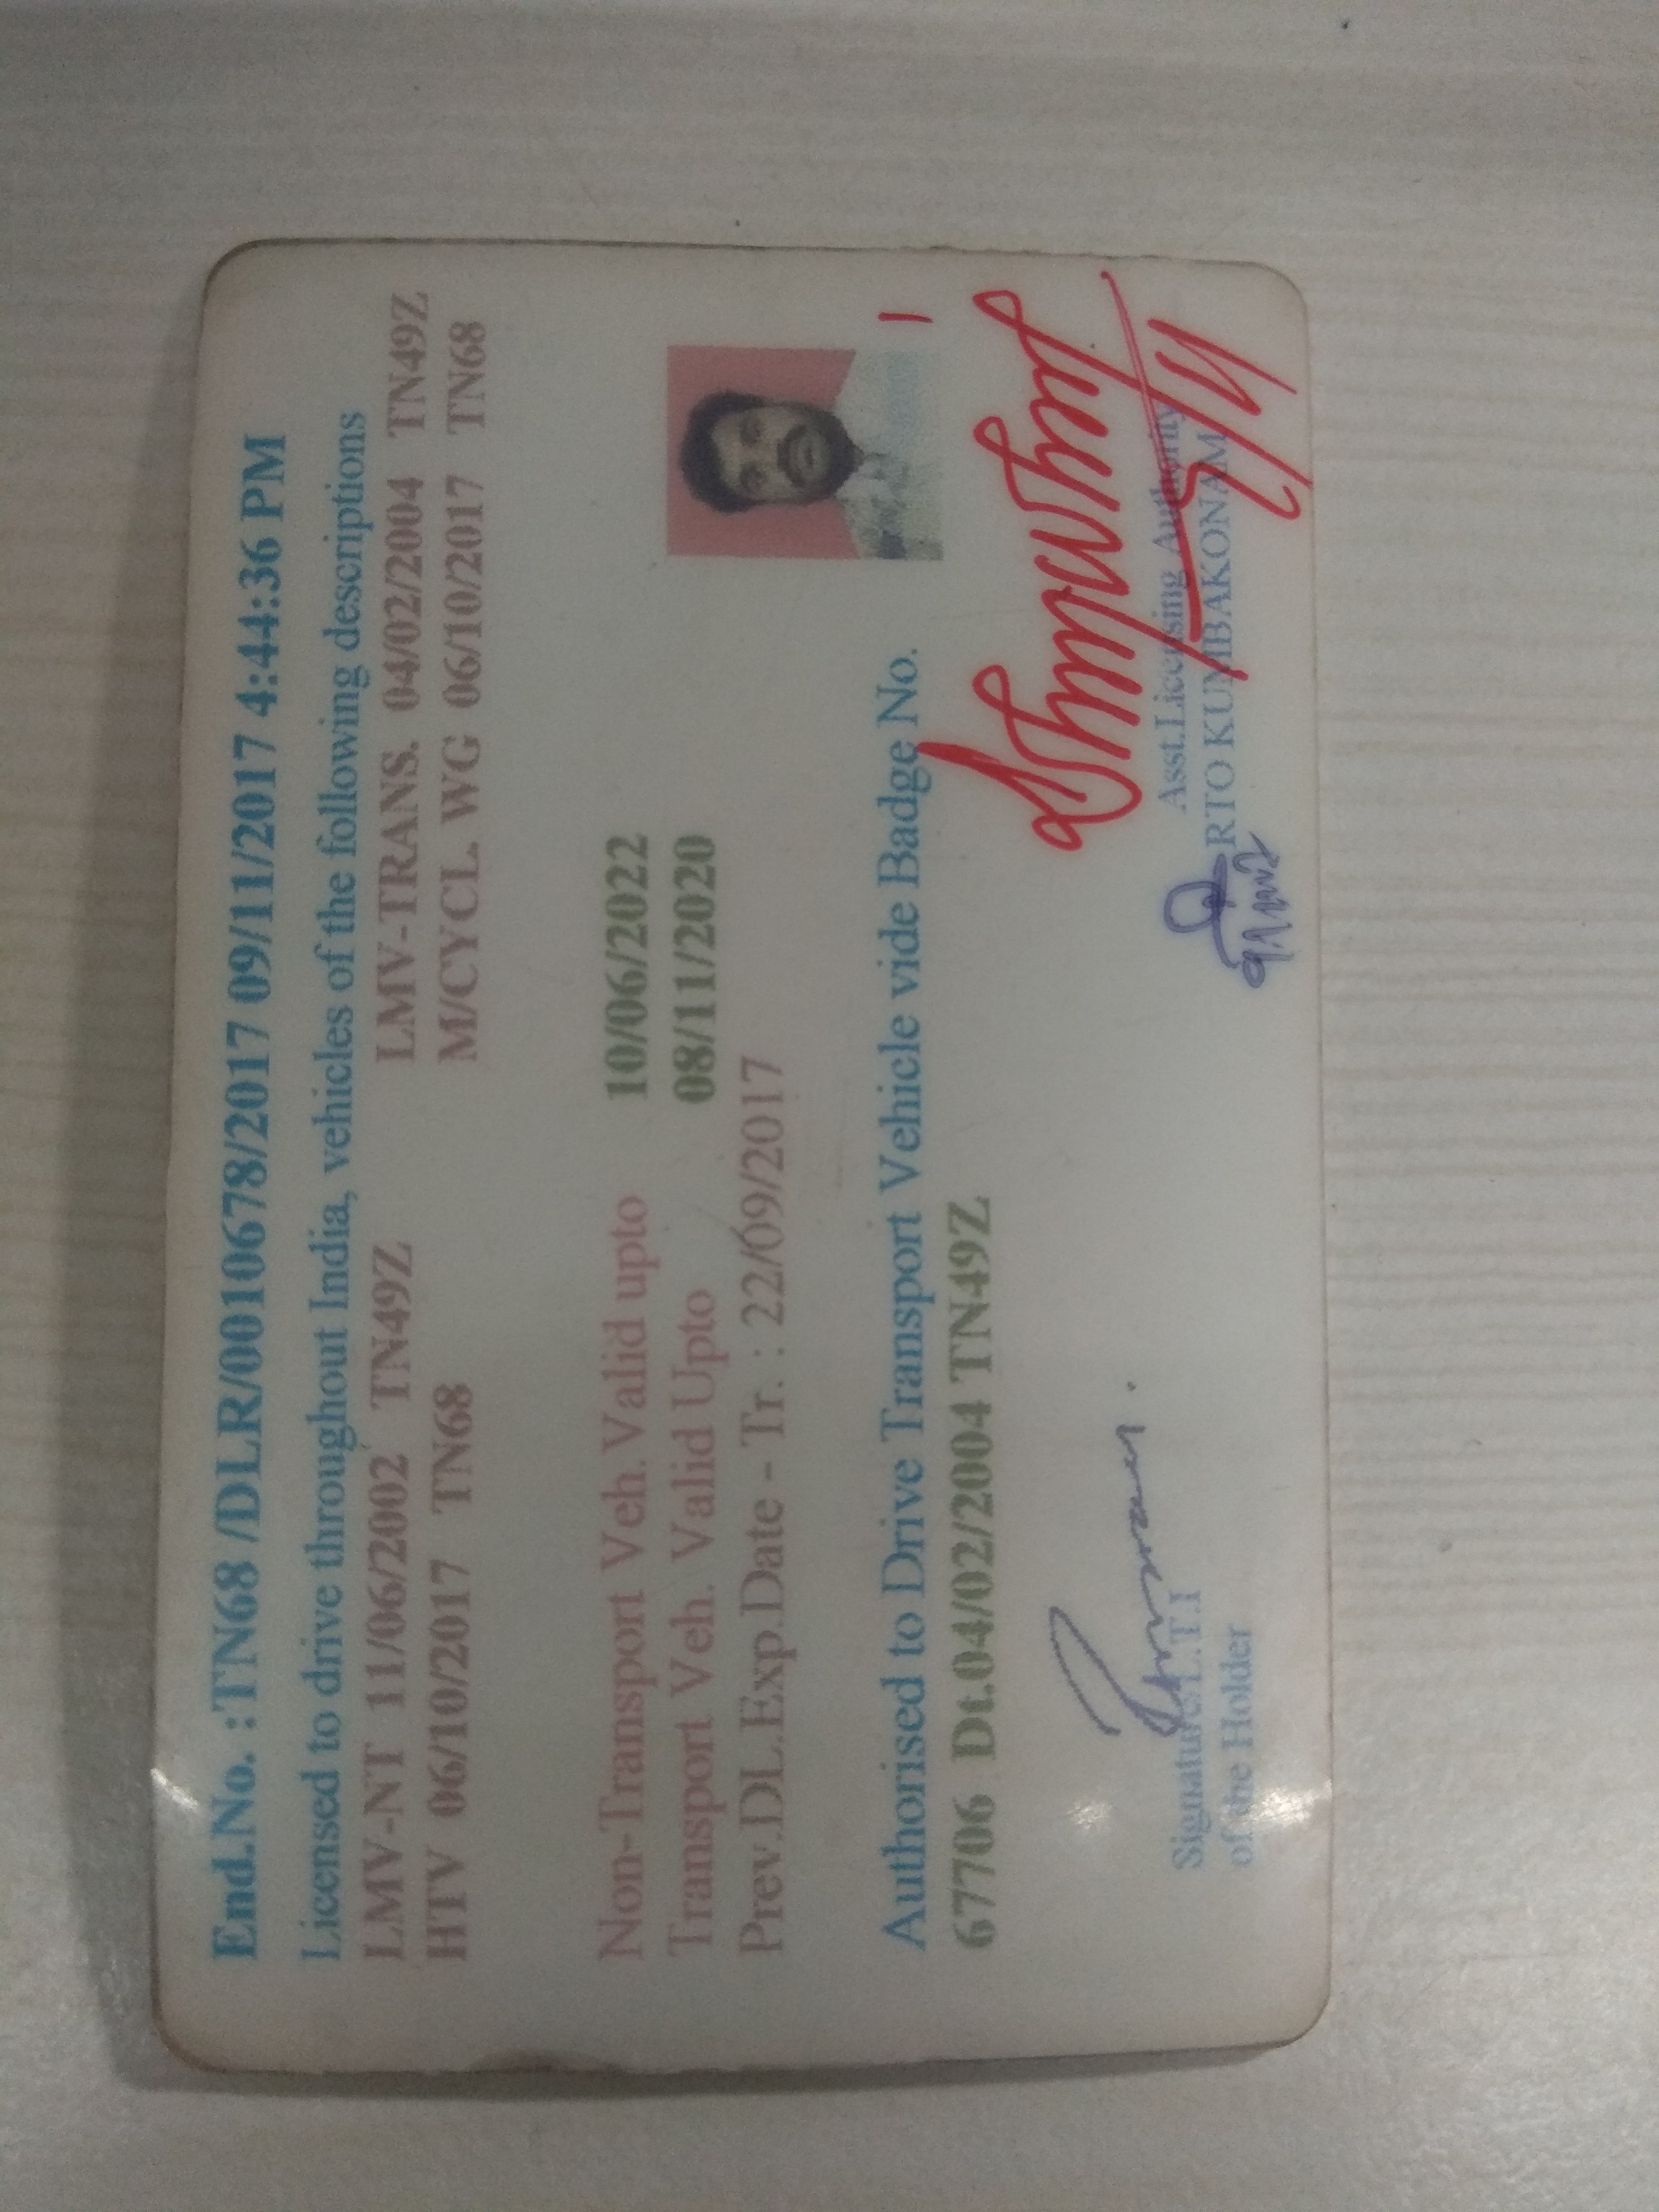 End.No. :TN68 /DLR/0010678/2017 09/11/2017 4:44:36 PM
Licensed to drive throughout India, vehicles of the following descriptions
LMV-NT 11/06/2002 TN49Z LMV-TRANS. 04/02/2004 TN49Z
HTV 06/10/2017 TN68 M/CYCL. WG 06/10/2017 TN68
Non-Transport Veh. Valid upto 10/06/2022
Transport Veh. Valid Upto 08/11/2020
Prev.DL.Exp.Date - Tr. : 22/09/2017
Authorised to Drive Transport Vehicle vide Badge No.
67706 Dt.04/02/2004 TN49Z
Signature/L.T.I Asst.Licensing Authority
of the Holder RTO KUMBAKONAM